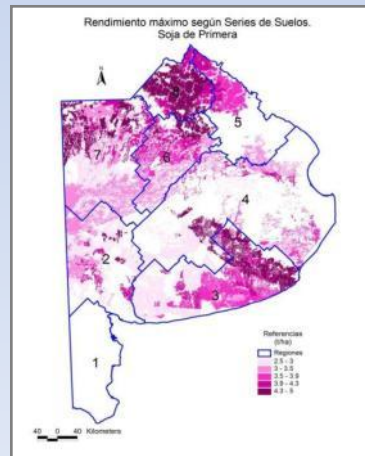 Rendimiento máximo según Series de Suelos.
Soja de Primera
N
8
5
7
6
4
2
3
1
Referencias
(t/ha)
Regiones
2.5 - 3
3 - 3.5
3.5 - 3.9
3.9 - 4.3
4.3 - 5
40 0 40 Kilometers